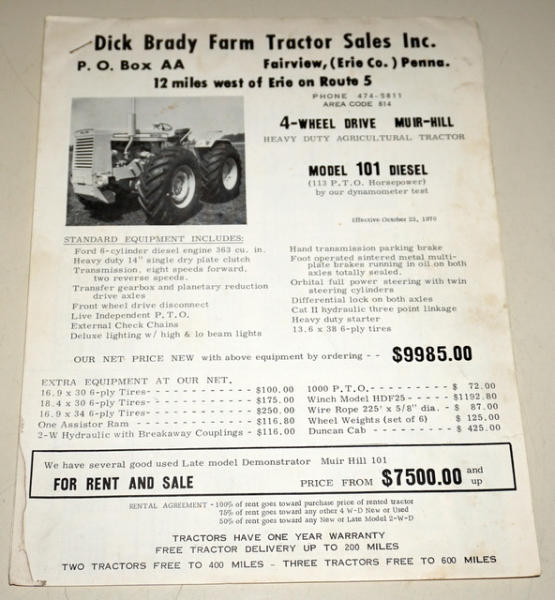 Dick Brady Farm Tractor Sales Inc.
P. O. Box AA Fairview, (Erie Co.) Penna.
12 miles west of Erie on Route 5
PHONE 474-5811
AREA CODE 814
4-WHEEL DRIVE MUIR-HILL
HEAVY DUTY AGRICULTURAL TRACTOR
MODEL 101 DIESEL
(113 P.T.O. Horsepower)
by our dynamometer test
Effective October 23, 1970
STANDARD EQUIPMENT INCLUDES:
Ford 6-cylinder diesel engine 363 cu. in.
Heavy duty 14" single dry plate clutch
Transmission, eight speeds forward,
two reverse speeds.
Transfer gearbox and planetary reduction
drive axles
Front wheel drive disconnect
Live Independent P.T.O.
External Check Chains
Deluxe lighting w/ high & lo beam lights
Hand transmission parking brake
Foot operated sintered metal multi-
plate brakes running in oil on both
axles totally sealed.
Orbital full power steering with twin
steering cylinders
Differential lock on both axles
Cat II hydraulic three point linkage
Heavy duty starter
13.6 x 38 6-ply tires
OUR NET PRICE NEW with above equipment by ordering - - $9985.00
EXTRA EQUIPMENT AT OUR NET.
16.9 x 30 6-ply Tires - - - - - - - - - - - $100.00
18.4 x 30 6-ply Tires - - - - - - - - - - - $175.00
16.9 x 34 6-ply Tires - - - - - - - - - - - $250.00
One Assistor Ram - - - - - - - - - - - - $116.80
2-W Hydraulic with Breakaway Couplings - $116.00
1000 P.T.O. - - - - - - - - - - $ 72.00
Winch Model HDF25 - - - - - - $1192.80
Wire Rope 225' x 5/8" dia. - - $ 87.00
Wheel Weights (set of 6) $ 125.00
Duncan Cab - - - - - - - - - - $ 425.00
We have several good used Late model Demonstrator Muir Hill 101
FOR RENT AND SALE PRICE FROM $7500.00 and up
RENTAL AGREEMENT - 100% of rent goes toward purchase price of rented tractor
75% of rent goes toward any other 4 W-D New or Used
50% of rent goes toward any New or Late Model 2-W-D
TRACTORS HAVE ONE YEAR WARRANTY
FREE TRACTOR DELIVERY UP TO 200 MILES
TWO TRACTORS FREE TO 400 MILES - THREE TRACTORS FREE TO 600 MILES